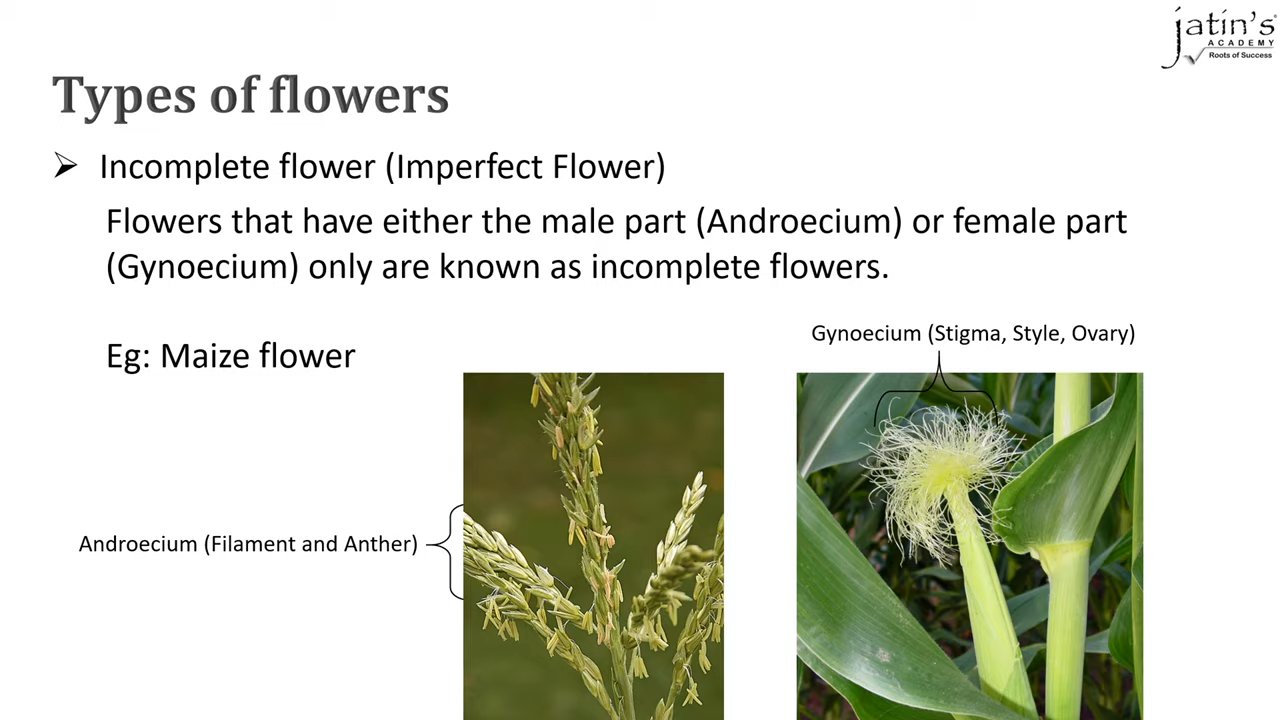 jatin's
ACADEMY
Roots of Success
Types of flowers
Incomplete flower (Imperfect Flower)
Flowers that have either the male part (Androecium) or female part
(Gynoecium) only are known as incomplete flowers.
Gynoecium (Stigma, Style, Ovary)
Eg: Maize flower
Androecium (Filament and Anther)